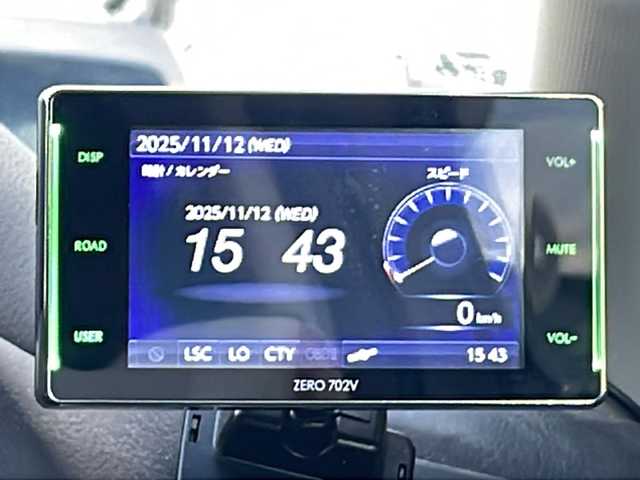 DISP
ROAD
USER
2025/11/12 (WED)
時計/カレンダー
スピード
2025/11/12 (WED)
15 43
0 km/h
LSC LO CTY OBDII
15 43
VOL+
MUTE
VOL-
ZERO 702V